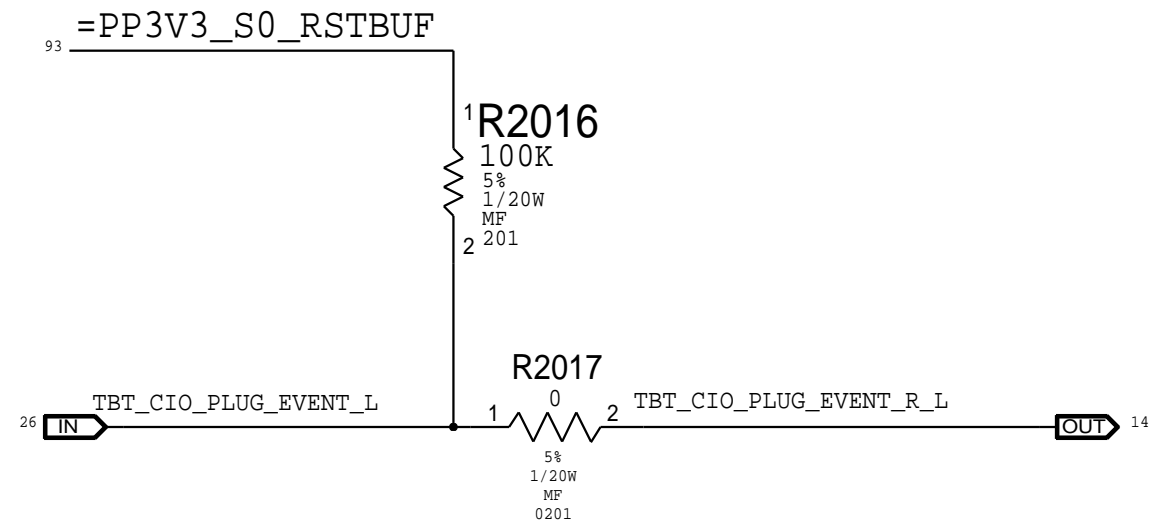 =PP3V3_S0_RSTBUF
93
1
R2016
100K
5%
1/20W
MF
201
2
R2017
0
26 IN TBT_CIO_PLUG_EVENT_L 1 2 TBT_CIO_PLUG_EVENT_R_L OUT 14
5%
1/20W
MF
0201